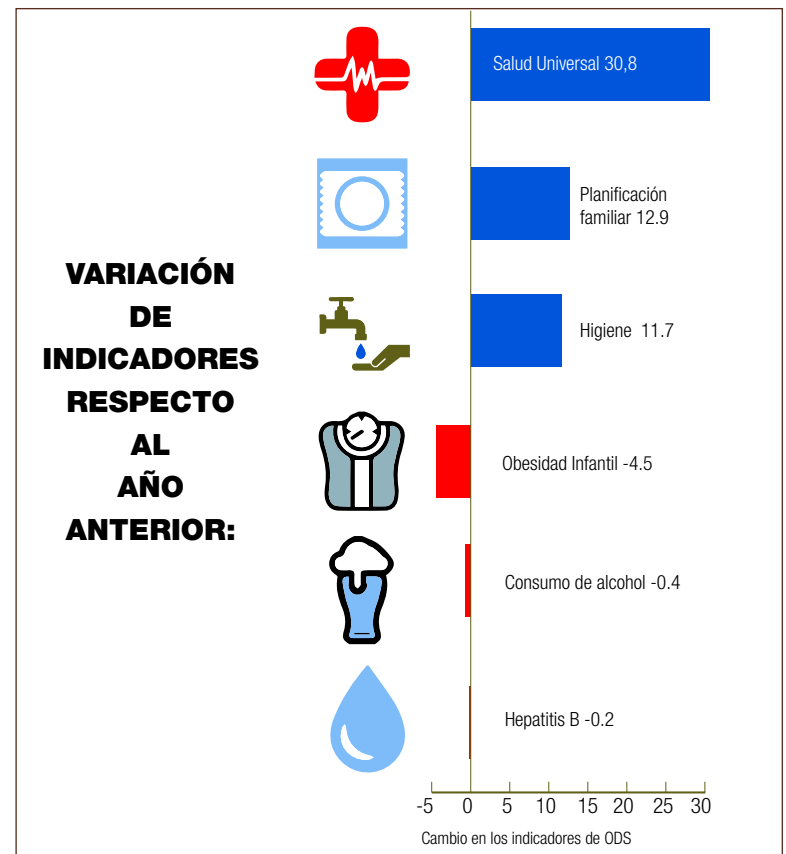 VARIACIÓN
DE
INDICADORES
RESPECTO
AL
AÑO
ANTERIOR:
Salud Universal 30,8
Planificación
familiar 12.9
Higiene 11.7
Obesidad Infantil -4.5
Consumo de alcohol -0.4
Hepatitis B -0.2
-5 0 5 10 15 20 25 30
Cambio en los indicadores de ODS